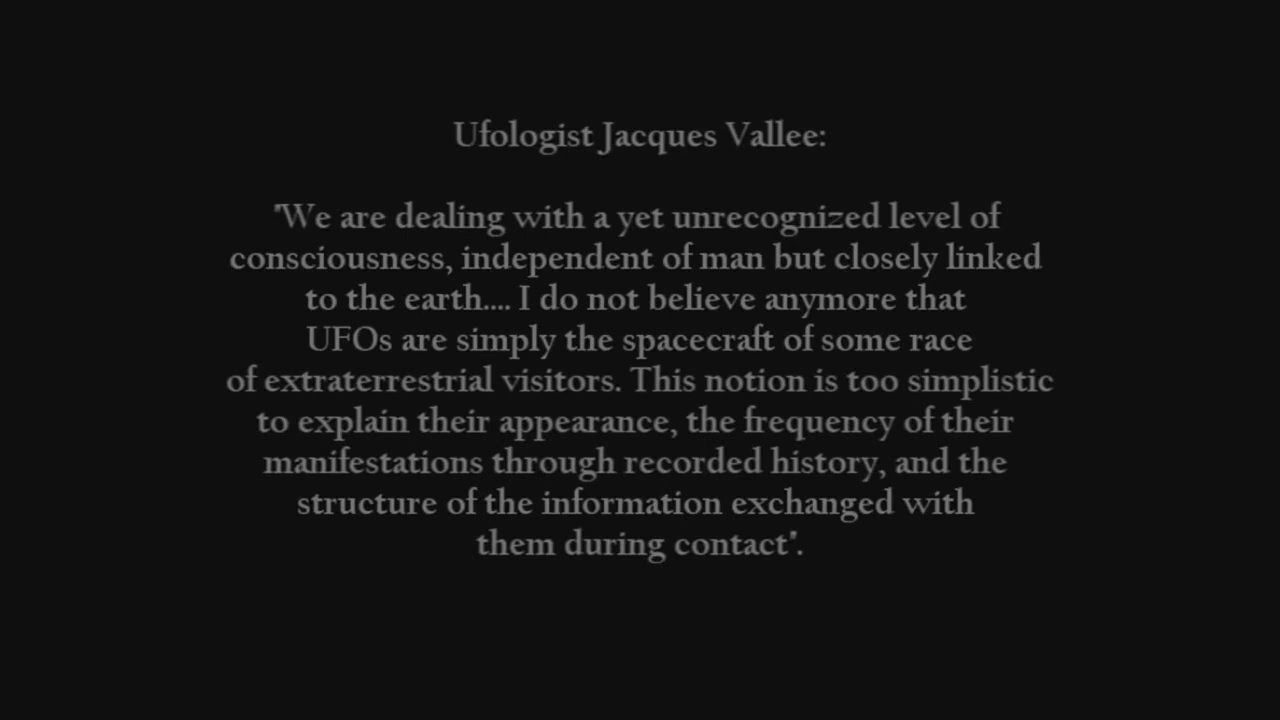 Ufologist Jacques Vallee:
"We are dealing with a yet unrecognized level of
consciousness, independent of man but closely linked
to the earth.... I do not believe anymore that
UFOs are simply the spacecraft of some race
of extraterrestrial visitors. This notion is too simplistic
to explain their appearance, the frequency of their
manifestations through recorded history, and the
structure of the information exchanged with
them during contact".